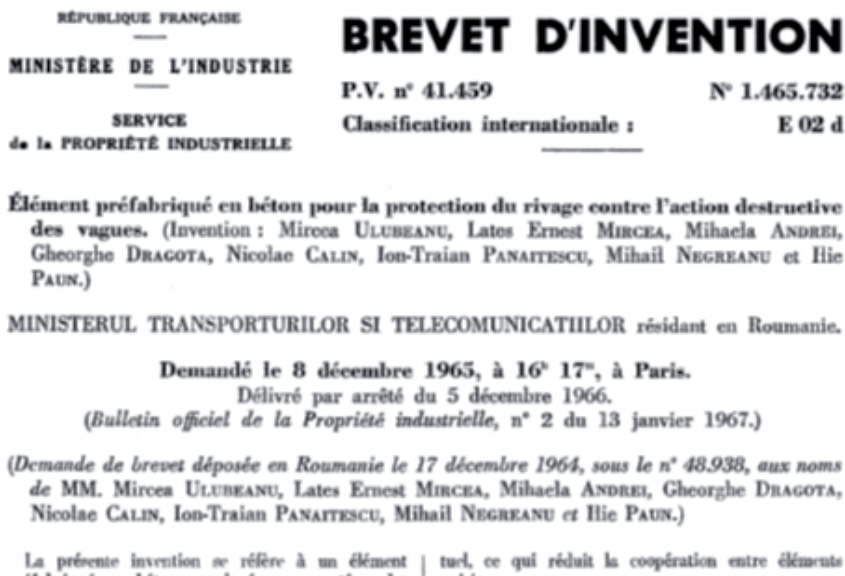 RÉPUBLIQUE FRANÇAISE
MINISTÈRE DE L'INDUSTRIE
SERVICE
de la PROPRIÉTÉ INDUSTRIELLE
BREVET D'INVENTION
P.V. n° 41.459 N° 1.465.732
Classification internationale : E 02 d
Élément préfabriqué en béton pour la protection du rivage contre l'action destructive
des vagues. (Invention : Mircea ULUBEANU, Lates Ernest MIRCEA, Mihaela ANDREI,
Gheorghe DRAGOTA, Nicolae CALIN, Ion-Traian PANAITESCU, Mihail NEGREANU et Ilie
PAUN.)
MINISTERUL TRANSPORTURILOR SI TELECOMUNICATIILOR résidant en Roumanie.
Demandé le 8 décembre 1965, à 16h 17m, à Paris.
Délivré par arrêté du 5 décembre 1966.
(Bulletin officiel de la Propriété industrielle, n° 2 du 13 janvier 1967.)
(Demande de brevet déposée en Roumanie le 17 décembre 1964, sous le n° 48.938, aux noms
de MM. Mircea ULUBEANU, Lates Ernest MIRCEA, Mihaela ANDREI, Gheorghe DRAGOTA,
Nicolae CALIN, Ion-Traian PANAITESCU, Mihail NEGREANU et Ilie PAUN.)
La présente invention se réfère à un élément
tuel, ce qui réduit la coopération entre éléments